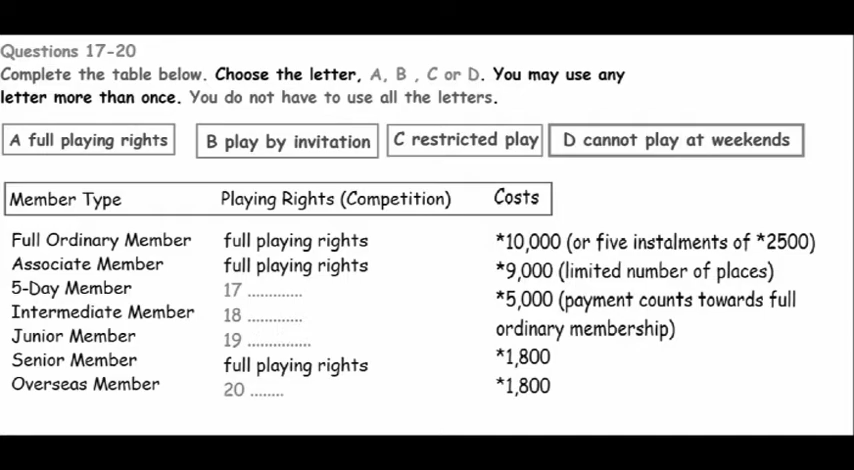 Questions 17-20
Complete the table below. Choose the letter, A, B , C or D. You may use any
letter more than once. You do not have to use all the letters.
A full playing rights B play by invitation C restricted play D cannot play at weekends
Member Type Playing Rights (Competition) Costs
Full Ordinary Member full playing rights *10,000 (or five instalments of *2500)
Associate Member full playing rights *9,000 (limited number of places)
5-Day Member 17 ............. *5,000 (payment counts towards full
Intermediate Member 18 ............. ordinary membership)
Junior Member 19 ...............
Senior Member full playing rights *1,800
Overseas Member 20 ........ *1,800